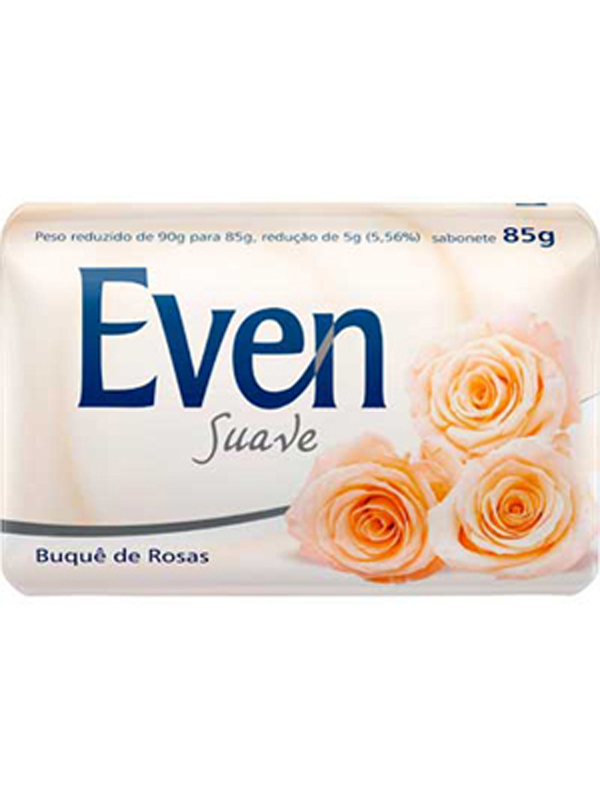 Peso reduzido de 90g para 85g, redução de 5g (5,56%) sabonete 85g
Even
Suave
Buquê de Rosas